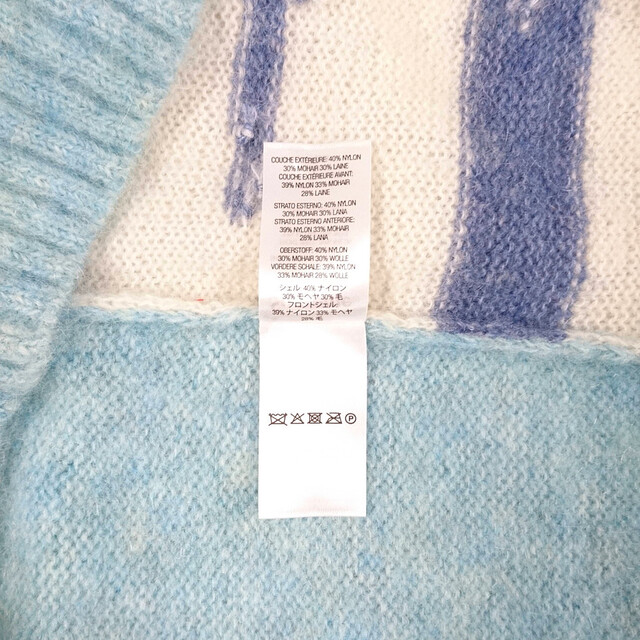 COUCHE EXTÉRIEURE: 40% NYLON
30% MOHAIR 30% LAINE
COUCHE EXTÉRIEURE AVANT:
39% NYLON 33% MOHAIR
28% LAINE
STRATO ESTERNO: 40% NYLON
30% MOHAIR 30% LANA
STRATO ESTERNO ANTERIORE:
39% NYLON 33% MOHAIR
28% LANA
OBERSTOFF: 40% NYLON
30% MOHAIR 30% WOLLE
VORDERE SCHALE: 39% NYLON
33% MOHAIR 28% WOLLE
シェル 40% ナイロン
30% モヘヤ 30% 毛
フロントシェル:
39% ナイロン 33% モヘヤ
28% 毛